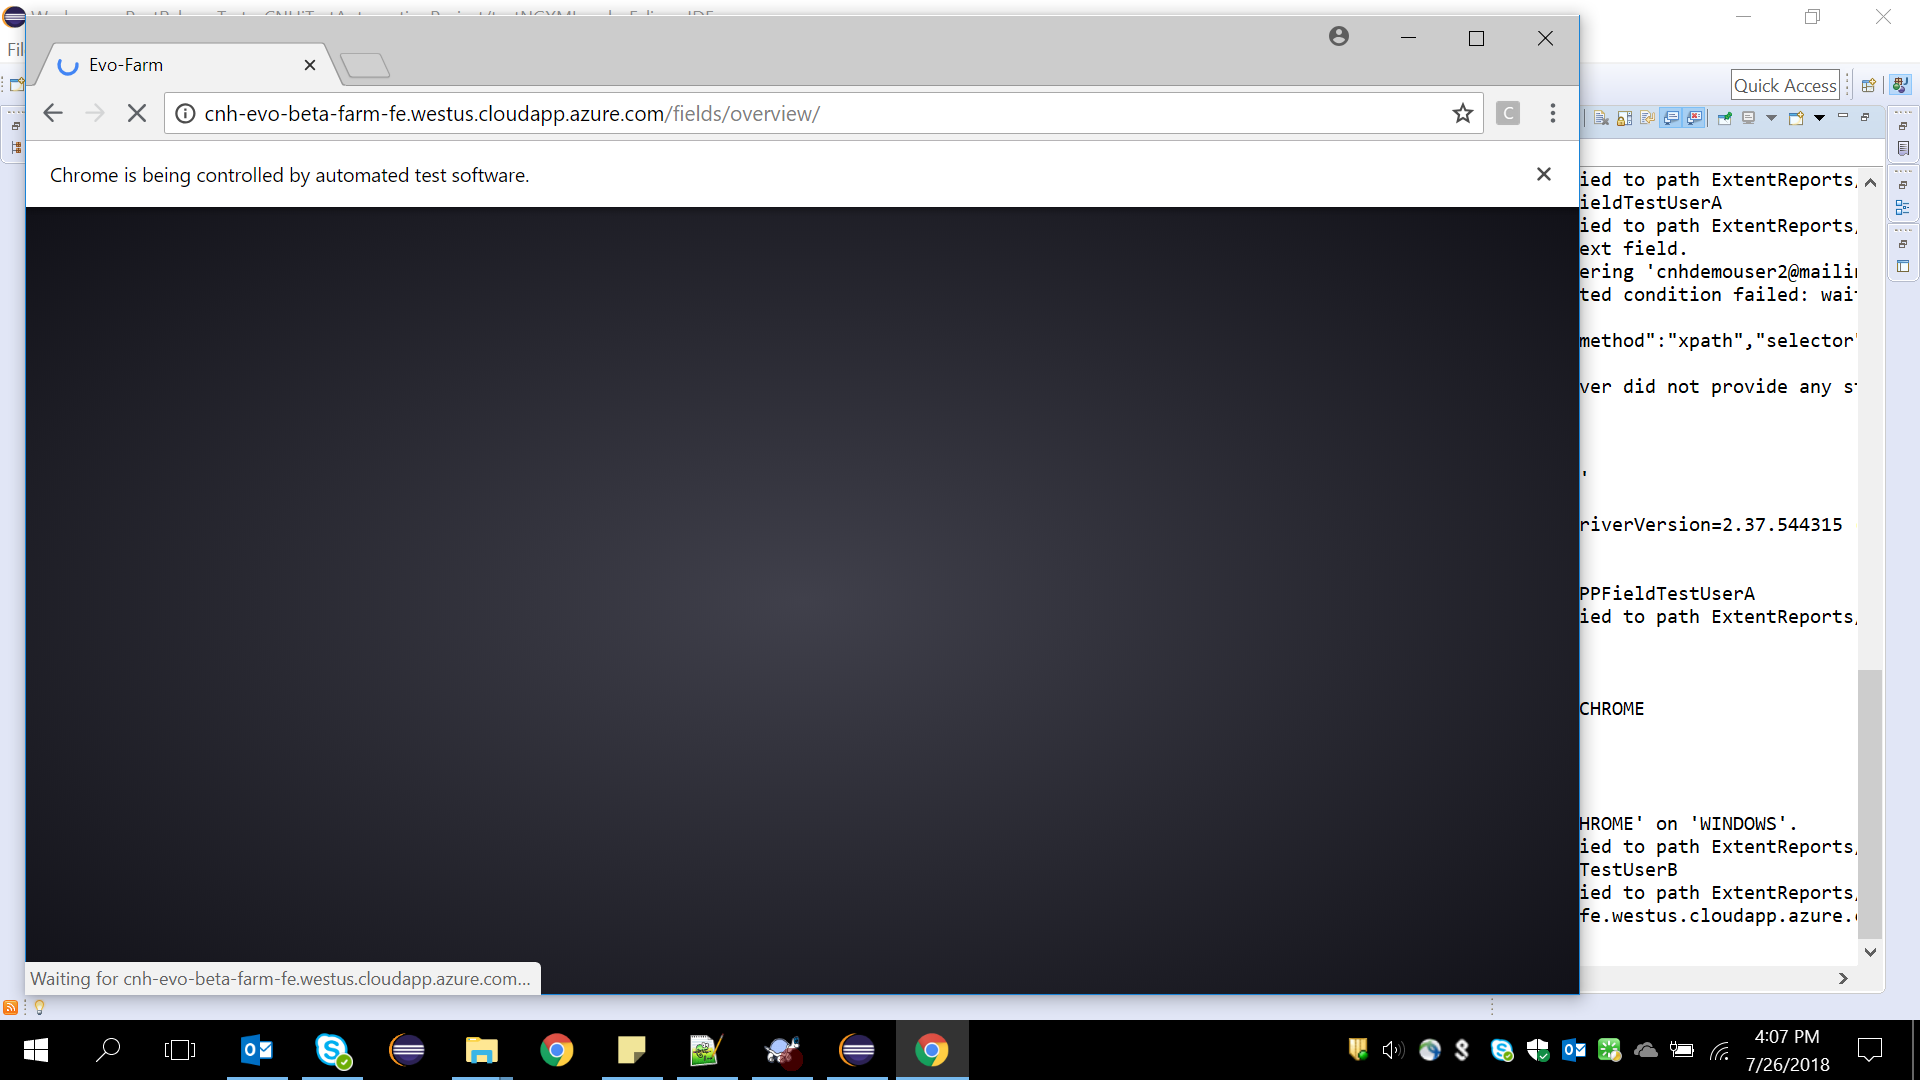 Evo-Farm
Fil
Quick Access
cnh-evo-beta-farm-fe.westus.cloudapp.azure.com/fields/overview/
C
Chrome is being controlled by automated test software.
ied to path ExtentReports/
ieldTestUserA
ied to path ExtentReports/
ext field.
ering 'cnhdemouser2@mailin
ted condition failed: wai
method":"xpath","selector"
ver did not provide any s
'
riverVersion=2.37.544315
PPFieldTestUserA
ied to path ExtentReports/
CHROME
HROME' on 'WINDOWS'.
ied to path ExtentReports/
TestUserB
ied to path ExtentReports/
fe.westus.cloudapp.azure.
Waiting for cnh-evo-beta-farm-fe.westus.cloudapp.azure.com...
4:07 PM
7/26/2018